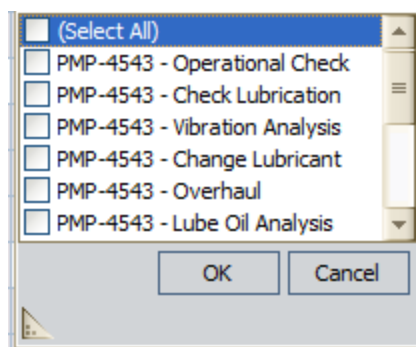 (Select All)
PMP-4543 - Operational Check
PMP-4543 - Check Lubrication
PMP-4543 - Vibration Analysis
PMP-4543 - Change Lubricant
PMP-4543 - Overhaul
PMP-4543 - Lube Oil Analysis
OK Cancel